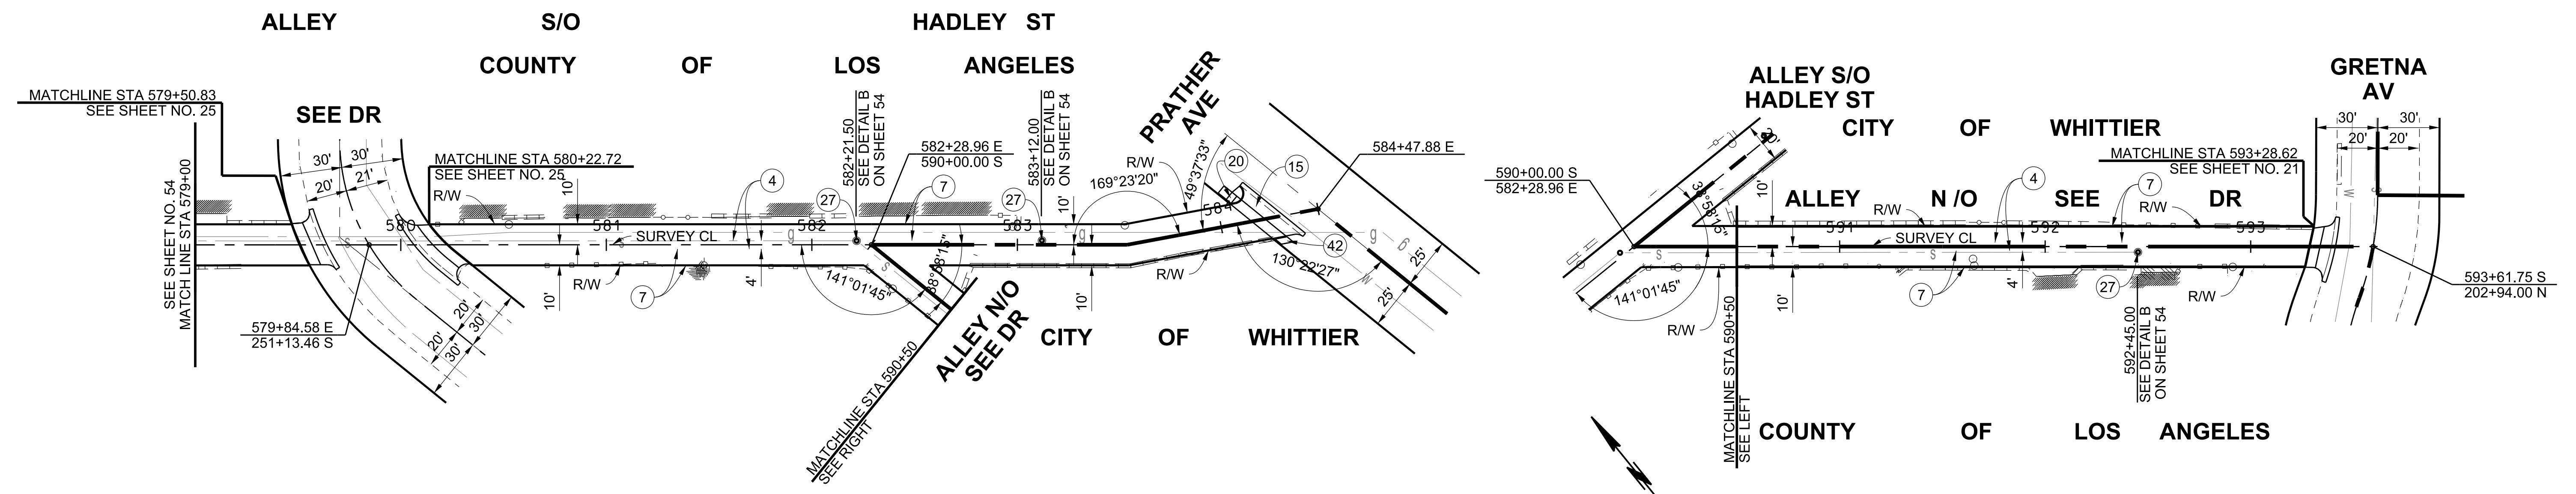 ALLEY S/O HADLEY ST
COUNTY OF LOS ANGELES
MATCHLINE STA 579+50.83
SEE SHEET NO. 25
SEE DR
SEE SHEET NO. 54
MATCH LINE STA 579+00
30'
30'
20'
21'
MATCHLINE STA 580+22.72
SEE SHEET NO. 25
R/W
10'
4
27
582+21.50
SEE DETAIL B
ON SHEET 54
7
582+28.96 E
590+00.00 S
27
583+12.00
SEE DETAIL B
ON SHEET 54
10'
PRATHER
AVE
R/W
169°23'20"
49°37'33"
20
15
584+47.88 E
580
581
SURVEY CL
582
583
584
g
g
g
g
s
s
W
42
130°22'27"
25'
25'
10'
R/W
7
4'
141°01'45"
38°58'15"
10'
R/W
579+84.58 E
251+13.46 S
20'
30'
20'
30'
ALLEY N/O
SEE DR
CITY OF WHITTIER
MATCHLINE STA 590+50
SEE RIGHT
ALLEY S/O
HADLEY ST
CITY OF WHITTIER
GRETNA
AV
30'
30'
20'
20'
MATCHLINE STA 593+28.62
SEE SHEET NO. 21
590+00.00 S
582+28.96 E
20'
38°58'15"
10'
ALLEY N/O SEE DR
R/W
4
7
R/W
591
SURVEY CL
592
593
s
s
W
s
141°01'45"
R/W
10'
7
4'
27
R/W
593+61.75 S
202+94.00 N
MATCHLINE STA 590+50
SEE LEFT
592+45.00
SEE DETAIL B
ON SHEET 54
COUNTY OF LOS ANGELES